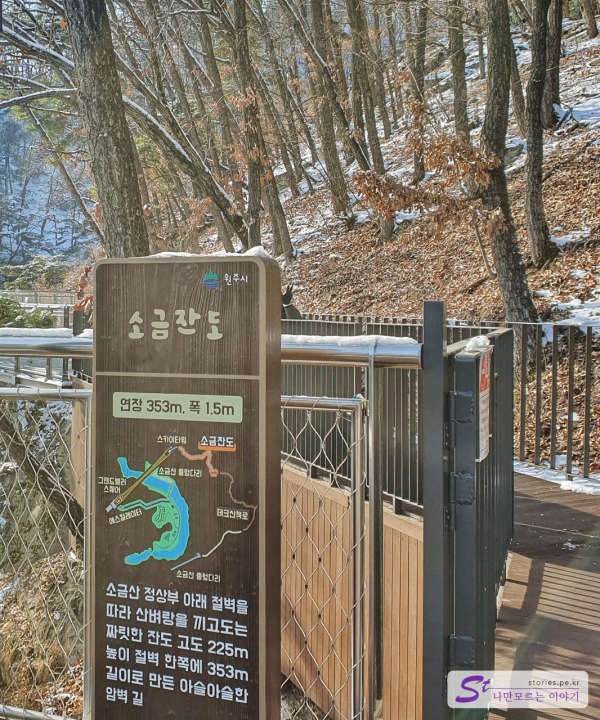 원주시
소금잔도
연장 353m, 폭 1.5m
스카이타워
소금잔도
소금산 울렁다리
그랜드밸리
스퀘어
에스컬레이터
데크산책로
소금산 출렁다리
소금산 정상부 아래 절벽을
따라 산벼랑을 끼고도는
짜릿한 잔도 고도 225m
높이 절벽 한쪽에 353m
길이로 만든 아슬아슬한
암벽 길
St
stories.pe.kr
나만모르는 이야기